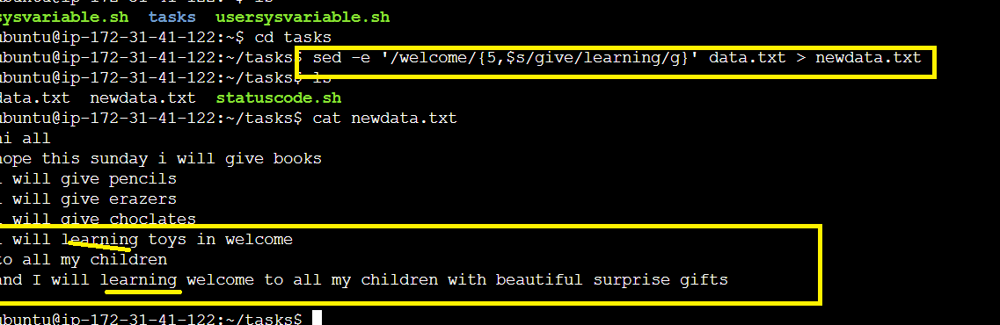 sysvariable.sh tasks usersysvariable.sh
ubuntu@ip-172-31-41-122:~$ cd tasks
ubuntu@ip-172-31-41-122:~/tasks$ sed -e '/welcome/{5,$s/give/learning/g}' data.txt > newdata.txt
ubuntu@ip-172-31-41-122:~/tasks$ ls
data.txt newdata.txt statuscode.sh
ubuntu@ip-172-31-41-122:~/tasks$ cat newdata.txt
hi all
hope this sunday i will give books
i will give pencils
i will give erazers
i will give choclates
i will learning toys in welcome
to all my children
and I will learning welcome to all my children with beautiful surprise gifts
ubuntu@ip-172-31-41-122:~/tasks$